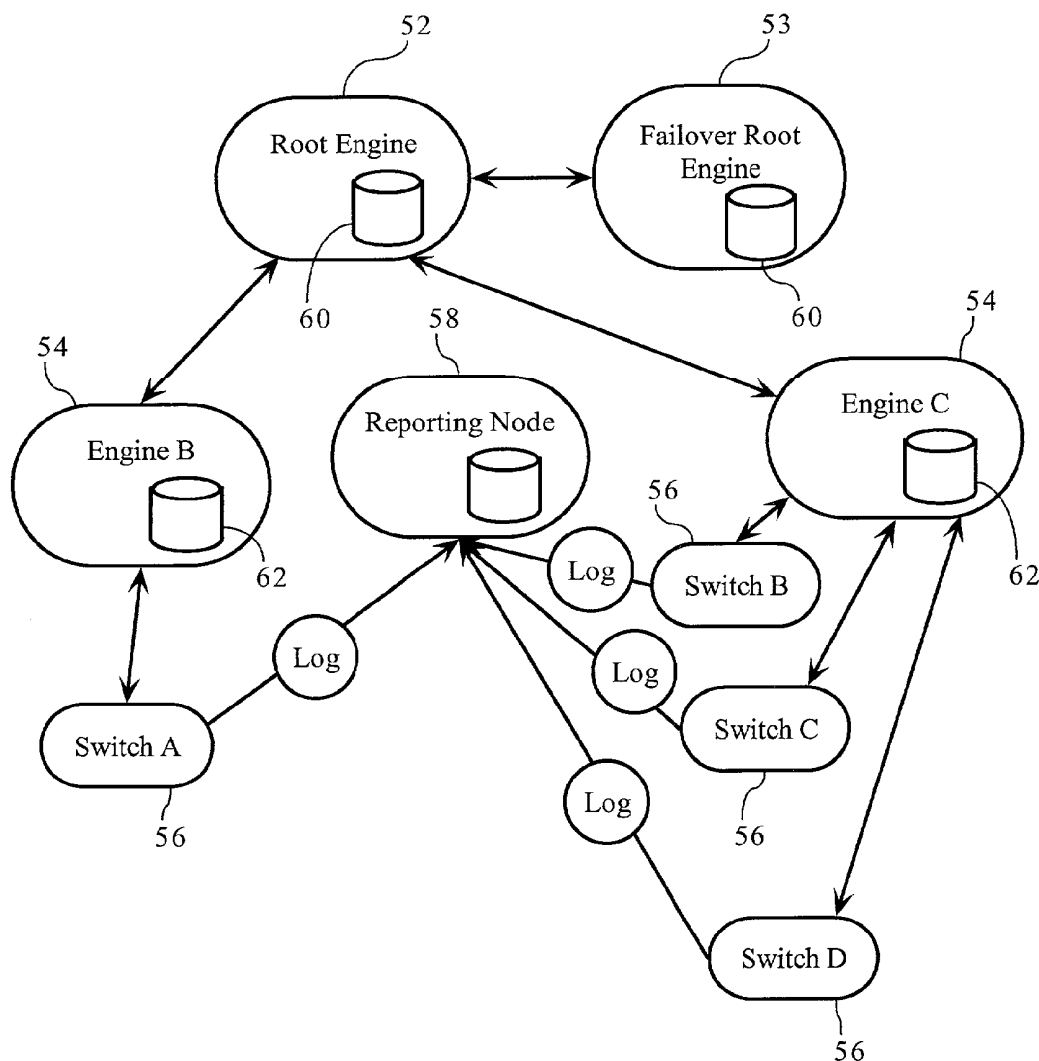 52
53
Root Engine
Failover Root
Engine
60
58
60
54
54
Reporting Node
Engine C
Engine B
56
62
Log
Switch B
62
Log
Log
Switch A
Switch C
Log
56
56
Switch D
56